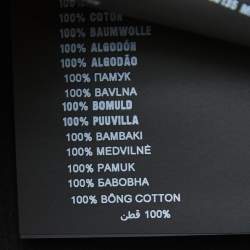 100% COTON
100% BAUMWOLLE
100% ALGODÓN
100% ALGODÃO
100% ПАМУК
100% BAVLNA
100% BOMULD
100% PUUVILLA
100% BAMBAKI
100% MEDVILNĖ
100% PAMUK
100% БАВОВНА
100% BÔNG COTTON
100% قطن